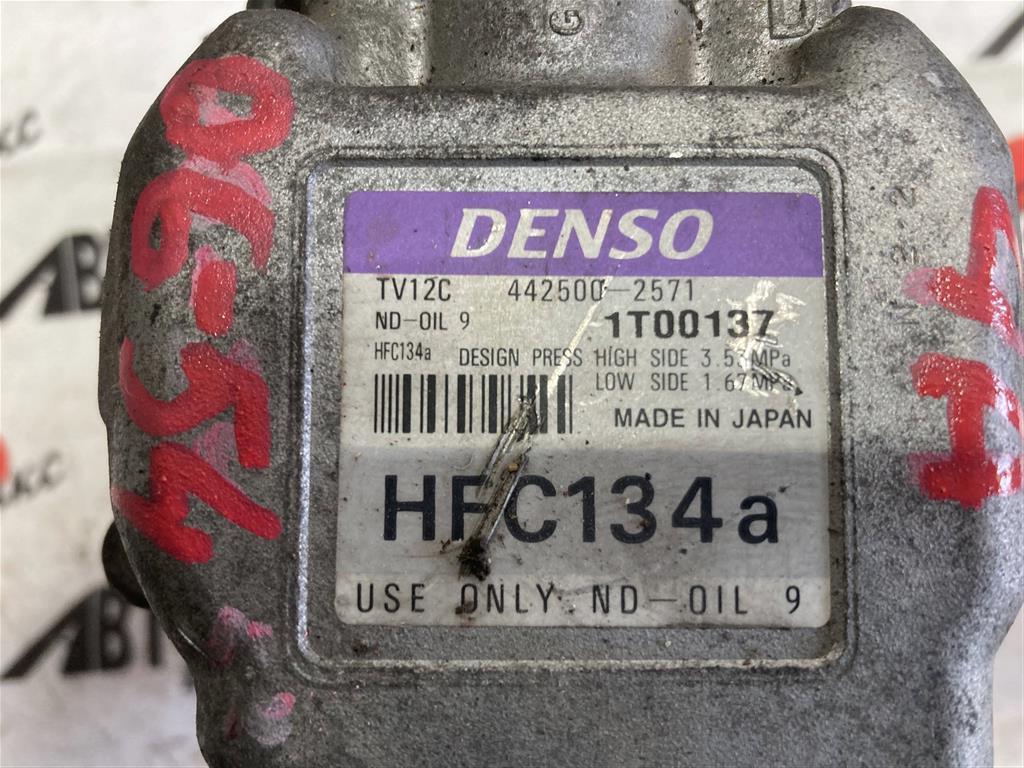 G
D
DENSO
TV12C 442500-2571
ND-OIL 9 1T00137
HFC134a DESIGN PRESS HIGH SIDE 3.53MPa
LOW SIDE 1.67MPa
MADE IN JAPAN
HFC134a
USE ONLY ND-OIL 9
06-54